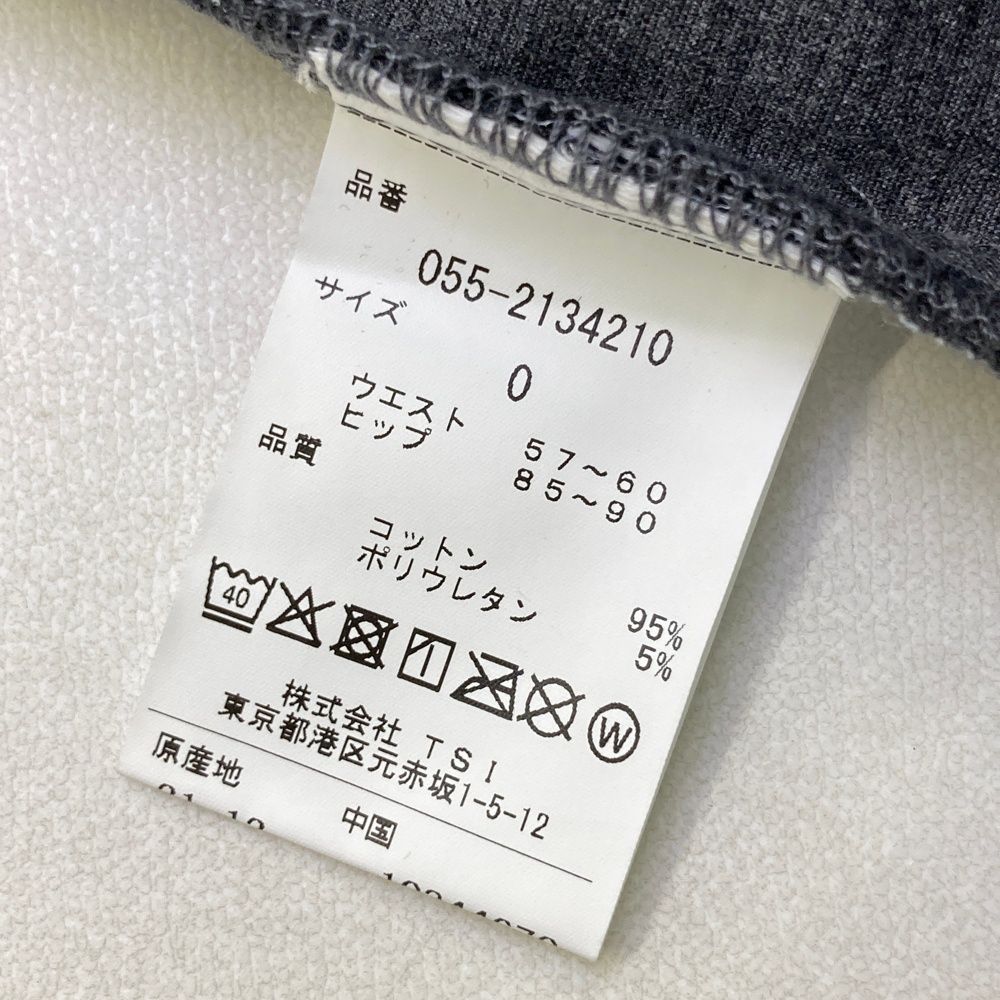 品番
055-2134210
サイズ
0
ウエスト 57～60
ヒップ 85～90
品質
コットン 95%
ポリウレタン 5%
40
W
株式会社 TSI
東京都港区元赤坂1-5-12
原産地
中国